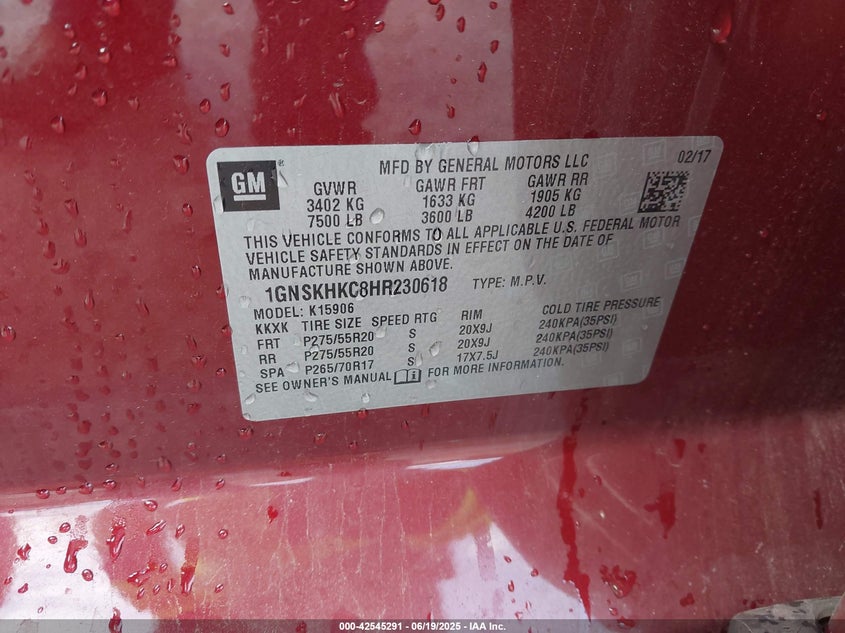 GM ®
MFD BY GENERAL MOTORS LLC 02/17
GVWR GAWR FRT GAWR RR
3402 KG 1633 KG 1905 KG
7500 LB 3600 LB 4200 LB
THIS VEHICLE CONFORMS TO ALL APPLICABLE U.S. FEDERAL MOTOR
VEHICLE SAFETY STANDARDS IN EFFECT ON THE DATE OF
MANUFACTURE SHOWN ABOVE.
1GNSKHKC8HR230618 TYPE: M.P.V.
MODEL: K15906
KKXK TIRE SIZE SPEED RTG RIM COLD TIRE PRESSURE
FRT P275/55R20 S 20X9J 240KPA(35PSI)
RR P275/55R20 S 20X9J 240KPA(35PSI)
SPA P265/70R17 S 17X7.5J 240KPA(35PSI)
SEE OWNER'S MANUAL FOR MORE INFORMATION.
000-42545291 - 06/19/2025 - IAA Inc.